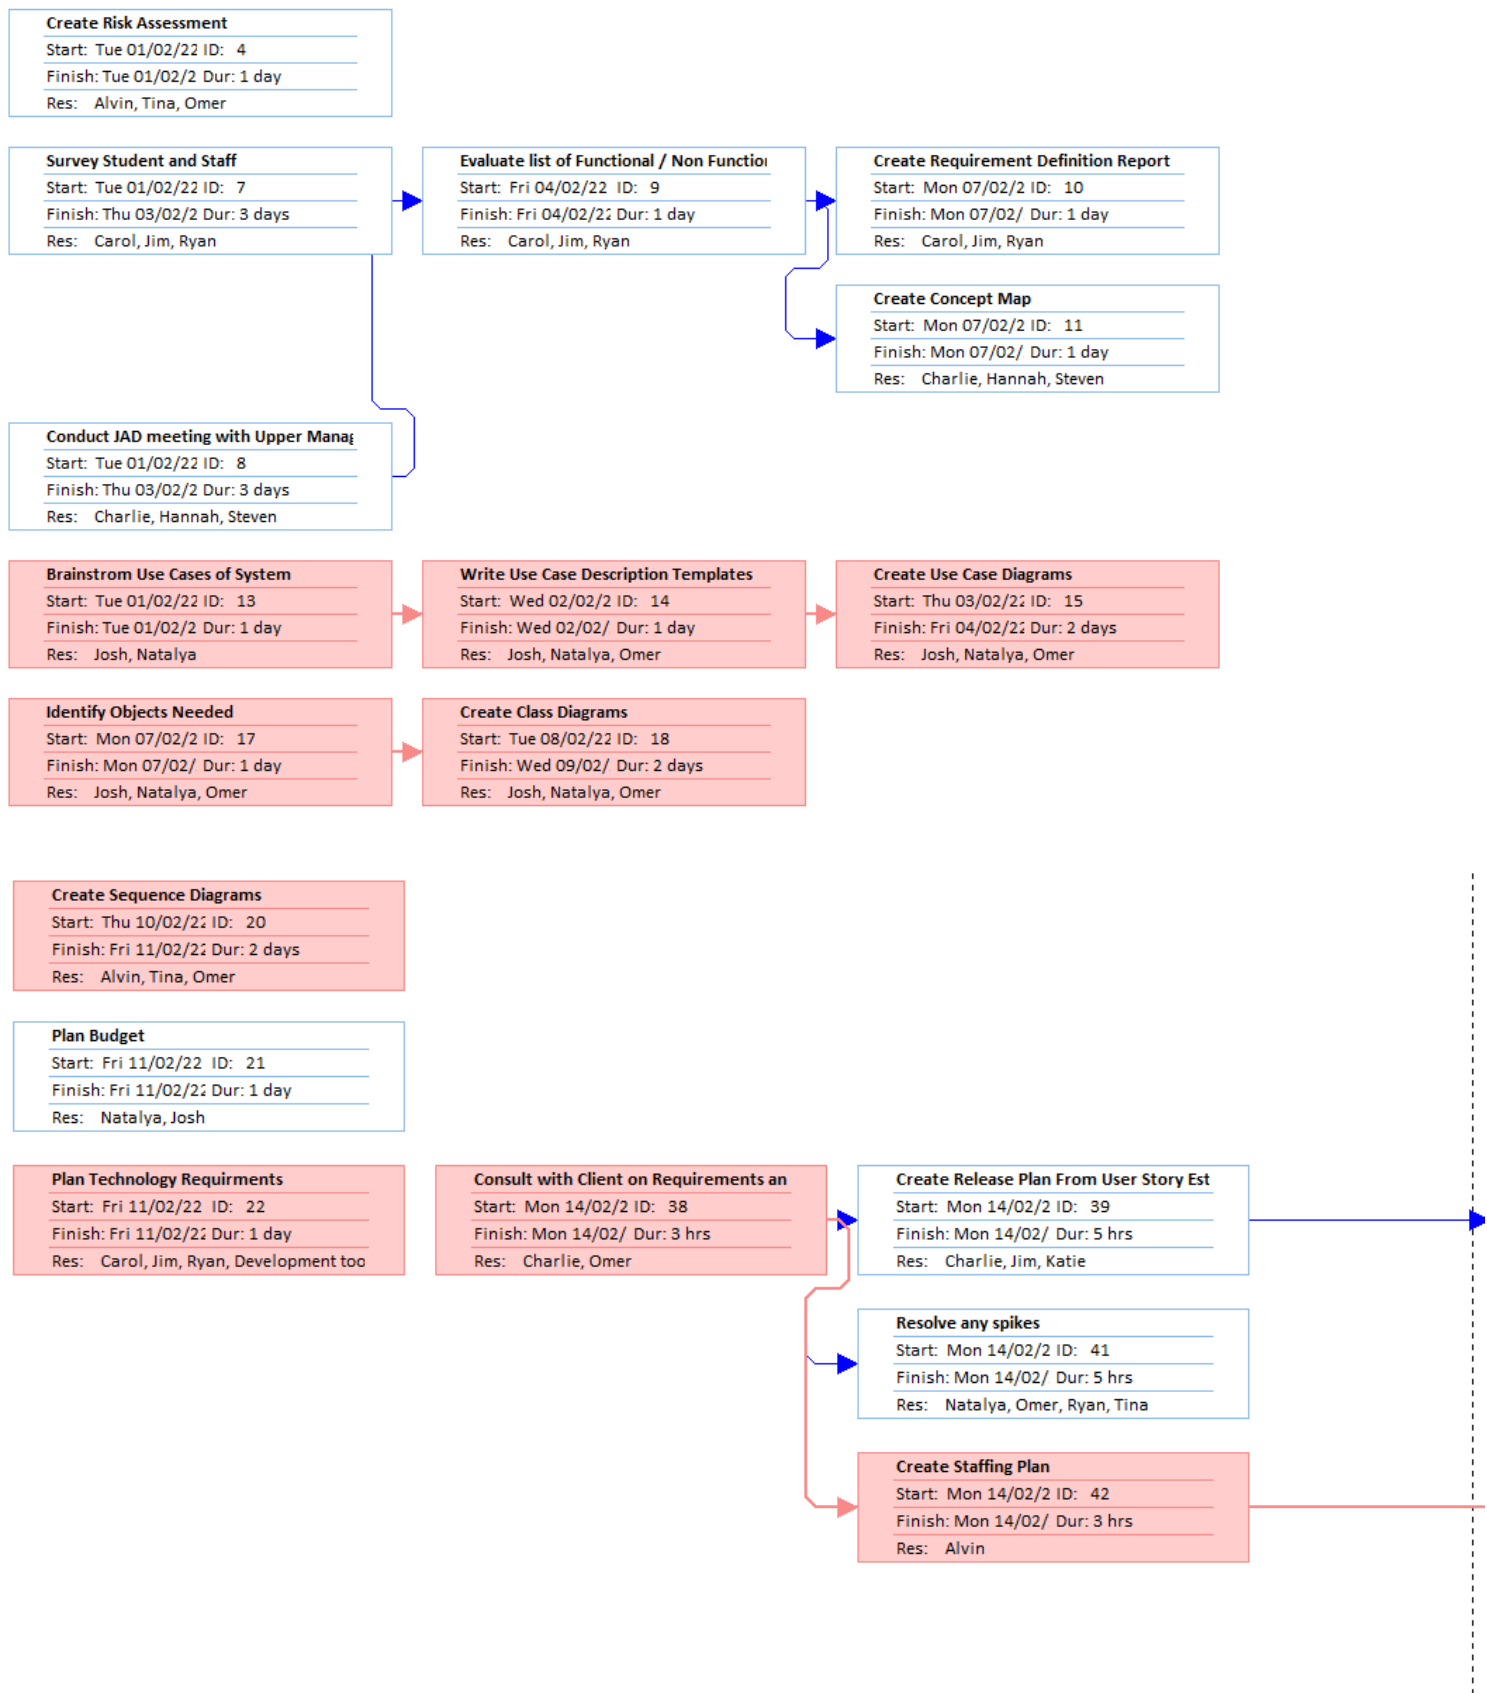 Create Risk Assessment
Start: Tue 01/02/22 ID: 4
Finish: Tue 01/02/2 Dur: 1 day
Res: Alvin, Tina, Omer
Survey Student and Staff
Start: Tue 01/02/22 ID: 7
Finish: Thu 03/02/2 Dur: 3 days
Res: Carol, Jim, Ryan
Evaluate list of Functional / Non Function
Start: Fri 04/02/22 ID: 9
Finish: Fri 04/02/22 Dur: 1 day
Res: Carol, Jim, Ryan
Create Requirement Definition Report
Start: Mon 07/02/2 ID: 10
Finish: Mon 07/02/ Dur: 1 day
Res: Carol, Jim, Ryan
Create Concept Map
Start: Mon 07/02/2 ID: 11
Finish: Mon 07/02/ Dur: 1 day
Res: Charlie, Hannah, Steven
Conduct JAD meeting with Upper Manag
Start: Tue 01/02/22 ID: 8
Finish: Thu 03/02/2 Dur: 3 days
Res: Charlie, Hannah, Steven
Brainstrom Use Cases of System
Start: Tue 01/02/22 ID: 13
Finish: Tue 01/02/2 Dur: 1 day
Res: Josh, Natalya
Write Use Case Description Templates
Start: Wed 02/02/2 ID: 14
Finish: Wed 02/02/ Dur: 1 day
Res: Josh, Natalya, Omer
Create Use Case Diagrams
Start: Thu 03/02/22 ID: 15
Finish: Fri 04/02/22 Dur: 2 days
Res: Josh, Natalya, Omer
Identify Objects Needed
Start: Mon 07/02/2 ID: 17
Finish: Mon 07/02/ Dur: 1 day
Res: Josh, Natalya, Omer
Create Class Diagrams
Start: Tue 08/02/22 ID: 18
Finish: Wed 09/02/ Dur: 2 days
Res: Josh, Natalya, Omer
Create Sequence Diagrams
Start: Thu 10/02/22 ID: 20
Finish: Fri 11/02/22 Dur: 2 days
Res: Alvin, Tina, Omer
Plan Budget
Start: Fri 11/02/22 ID: 21
Finish: Fri 11/02/22 Dur: 1 day
Res: Natalya, Josh
Plan Technology Requirments
Start: Fri 11/02/22 ID: 22
Finish: Fri 11/02/22 Dur: 1 day
Res: Carol, Jim, Ryan, Development too
Consult with Client on Requirements an
Start: Mon 14/02/2 ID: 38
Finish: Mon 14/02/ Dur: 3 hrs
Res: Charlie, Omer
Create Release Plan From User Story Est
Start: Mon 14/02/2 ID: 39
Finish: Mon 14/02/ Dur: 5 hrs
Res: Charlie, Jim, Katie
Resolve any spikes
Start: Mon 14/02/2 ID: 41
Finish: Mon 14/02/ Dur: 5 hrs
Res: Natalya, Omer, Ryan, Tina
Create Staffing Plan
Start: Mon 14/02/2 ID: 42
Finish: Mon 14/02/ Dur: 3 hrs
Res: Alvin